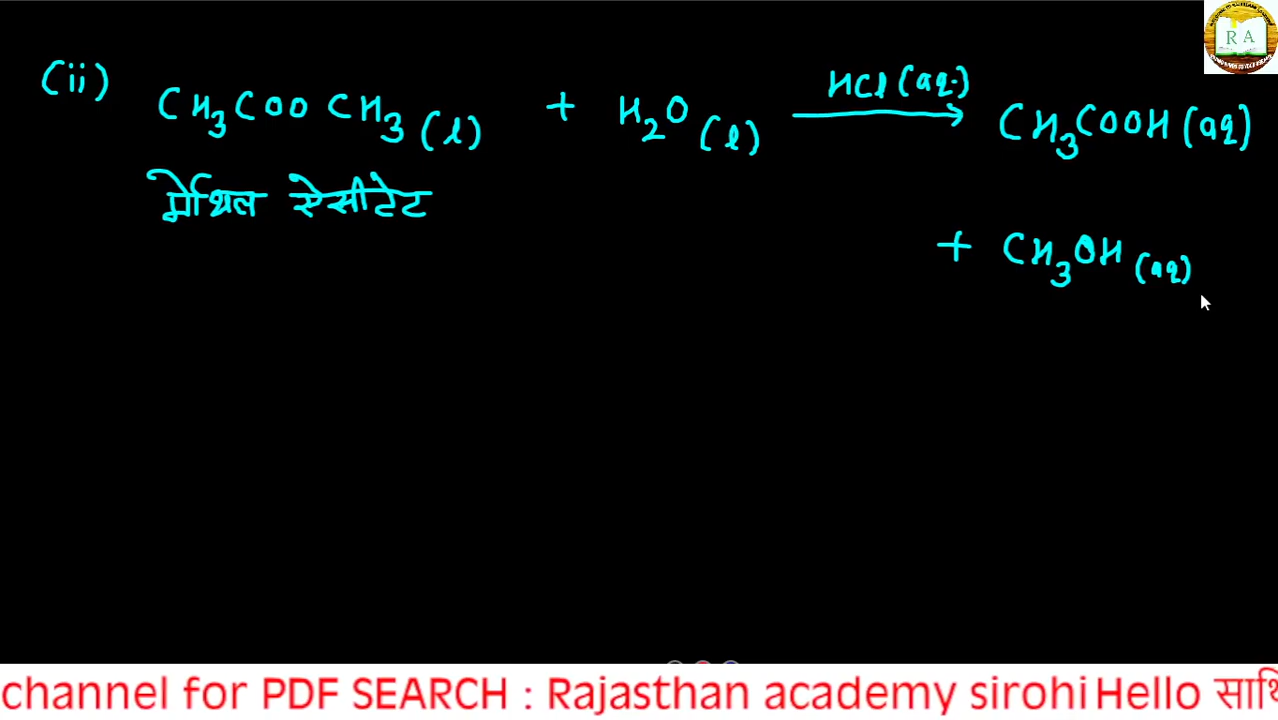 (ii) CH₃COOCH₃(l) + H₂O(l) HCl(aq.) → CH₃COOH(aq)
मेथिल ऐसीटेट
+ CH₃OH(aq)
RA
channel for PDF SEARCH : Rajasthan academy sirohi Hello साथि